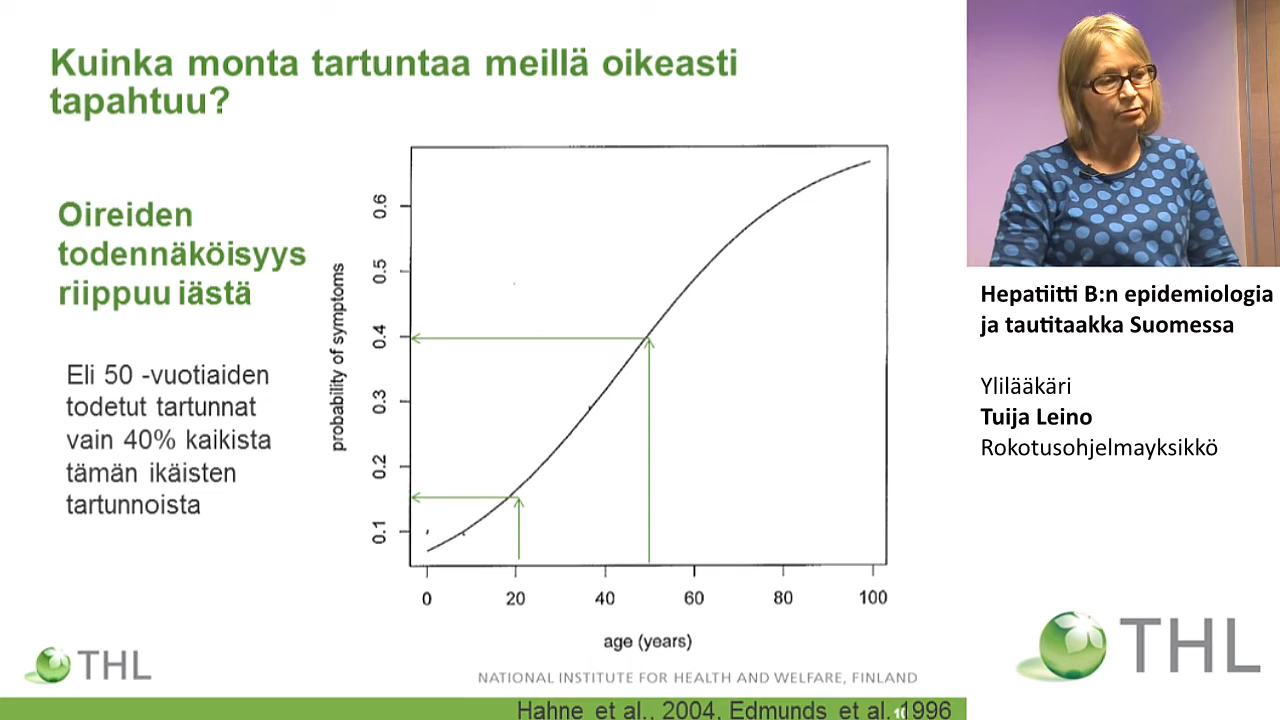 Kuinka monta tartuntaa meillä oikeasti
tapahtuu?
Oireiden
todennäköisyys
riippuu iästä
Eli 50 -vuotiaiden
todetut tartunnat
vain 40% kaikista
tämän ikäisten
tartunnoista
probability of symptoms
0.6
0.5
0.4
0.3
0.2
0.1
0 20 40 60 80 100
age (years)
THL
NATIONAL INSTITUTE FOR HEALTH AND WELFARE, FINLAND
Hahne et al., 2004, Edmunds et al. 1996
10
Hepatiitti B:n epidemiologia
ja tautitaakka Suomessa
Ylilääkäri
Tuija Leino
Rokotusohjelmayksikkö
THL